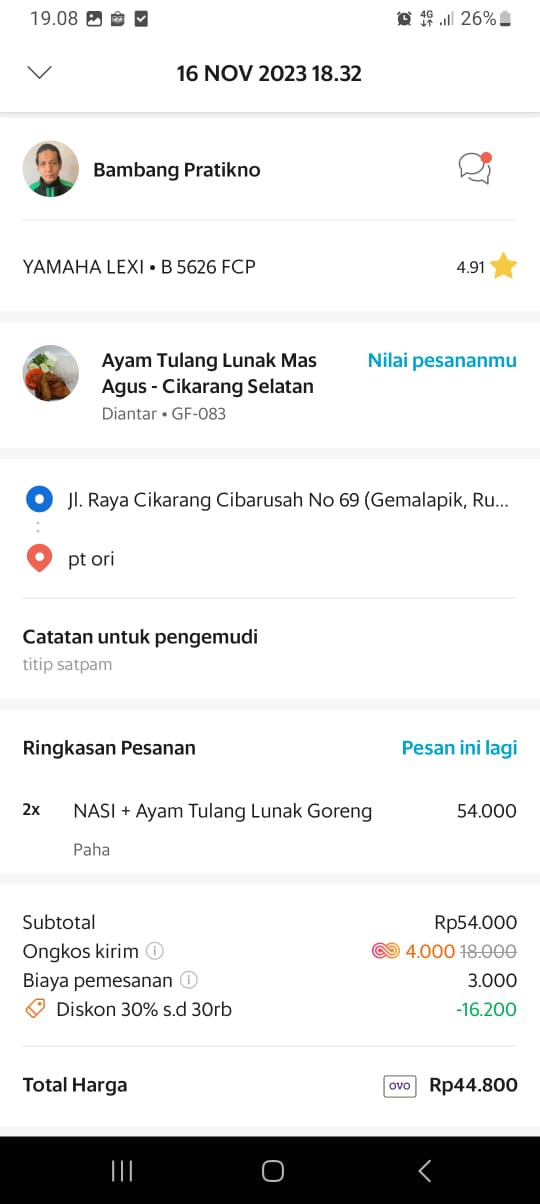 19.08 4G 26%
16 NOV 2023 18.32
Bambang Pratikno
YAMAHA LEXI • B 5626 FCP 4.91
Ayam Tulang Lunak Mas Nilai pesananmu
Agus - Cikarang Selatan
Diantar • GF-083
Jl. Raya Cikarang Cibarusah No 69 (Gemalapik, Ru...
pt ori
Catatan untuk pengemudi
titip satpam
Ringkasan Pesanan Pesan ini lagi
2x NASI + Ayam Tulang Lunak Goreng 54.000
Paha
Subtotal Rp54.000
Ongkos kirim 4.000 18.000
Biaya pemesanan 3.000
Diskon 30% s.d 30rb -16.200
Total Harga OVO Rp44.800